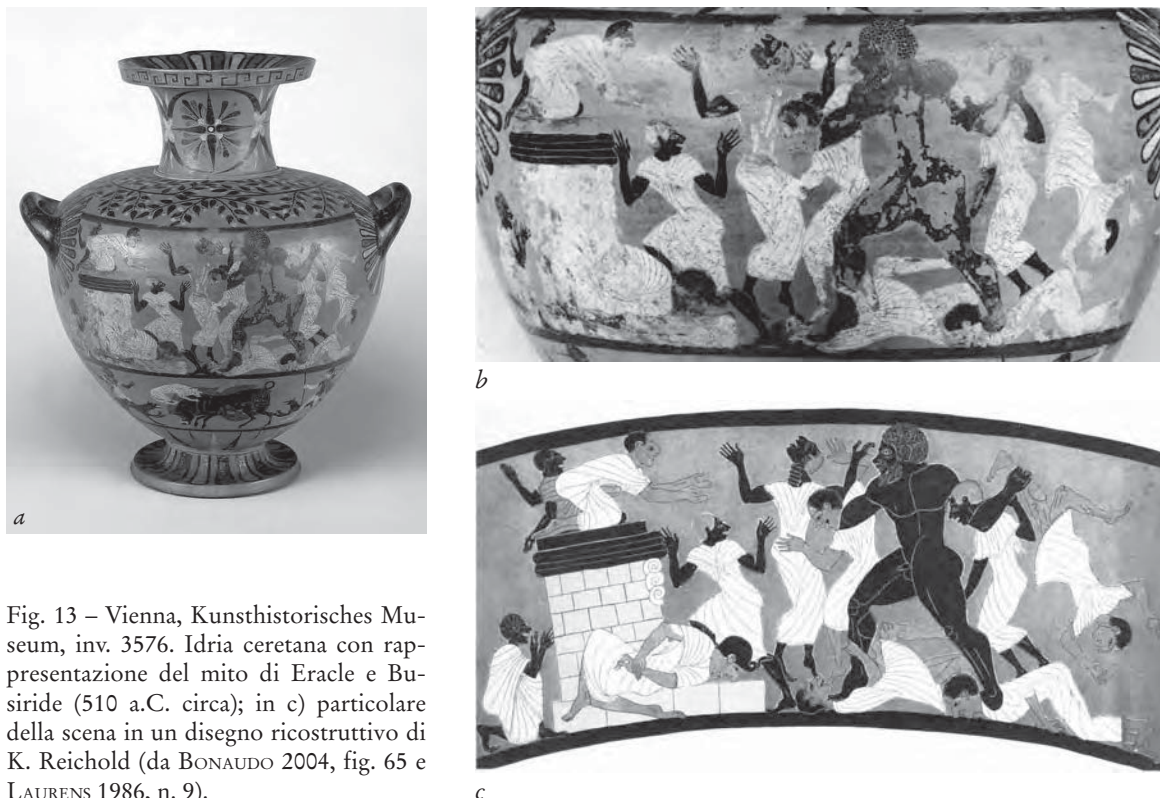 a
b
Fig. 13 – Vienna, Kunsthistorisches Mu-
seum, inv. 3576. Idria ceretana con rap-
presentazione del mito di Eracle e Bu-
siride (510 a.C. circa); in c) particolare
della scena in un disegno ricostruttivo di
K. Reichold (da BONAUDO 2004, fig. 65 e
LAURENS 1986, n. 9).
c